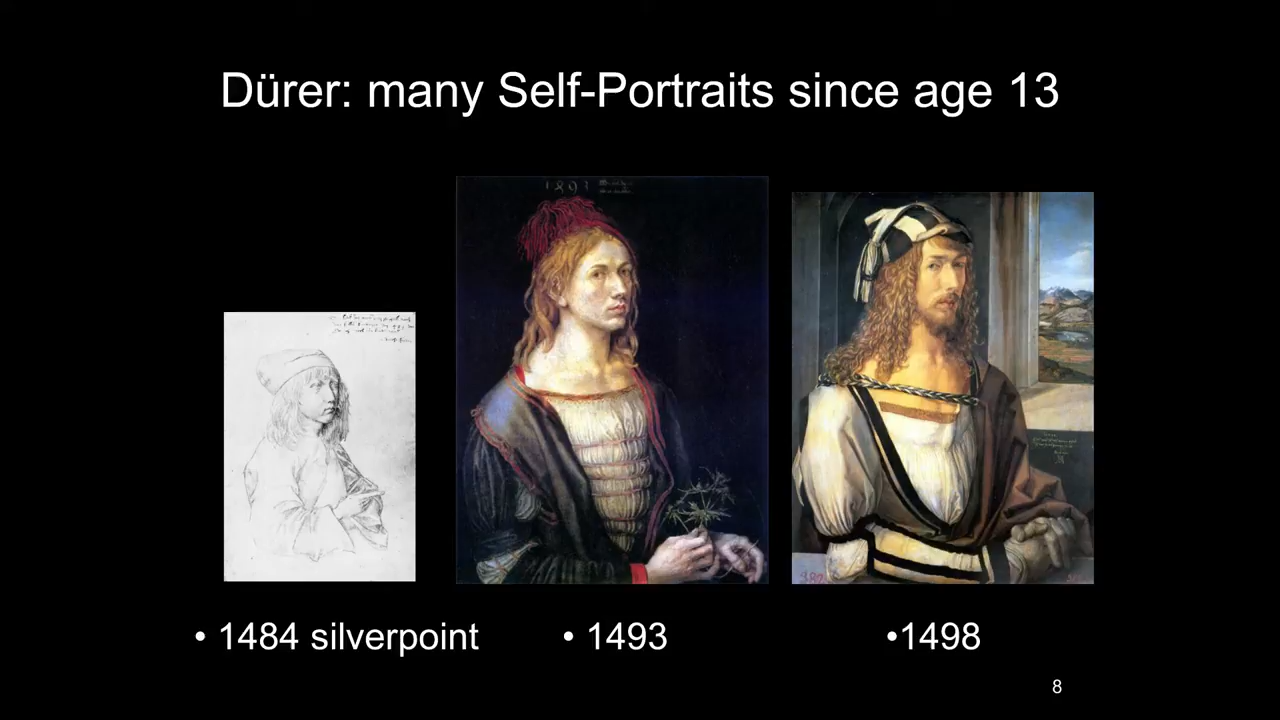 Dürer: many Self-Portraits since age 13
• 1484 silverpoint
• 1493
•1498
8